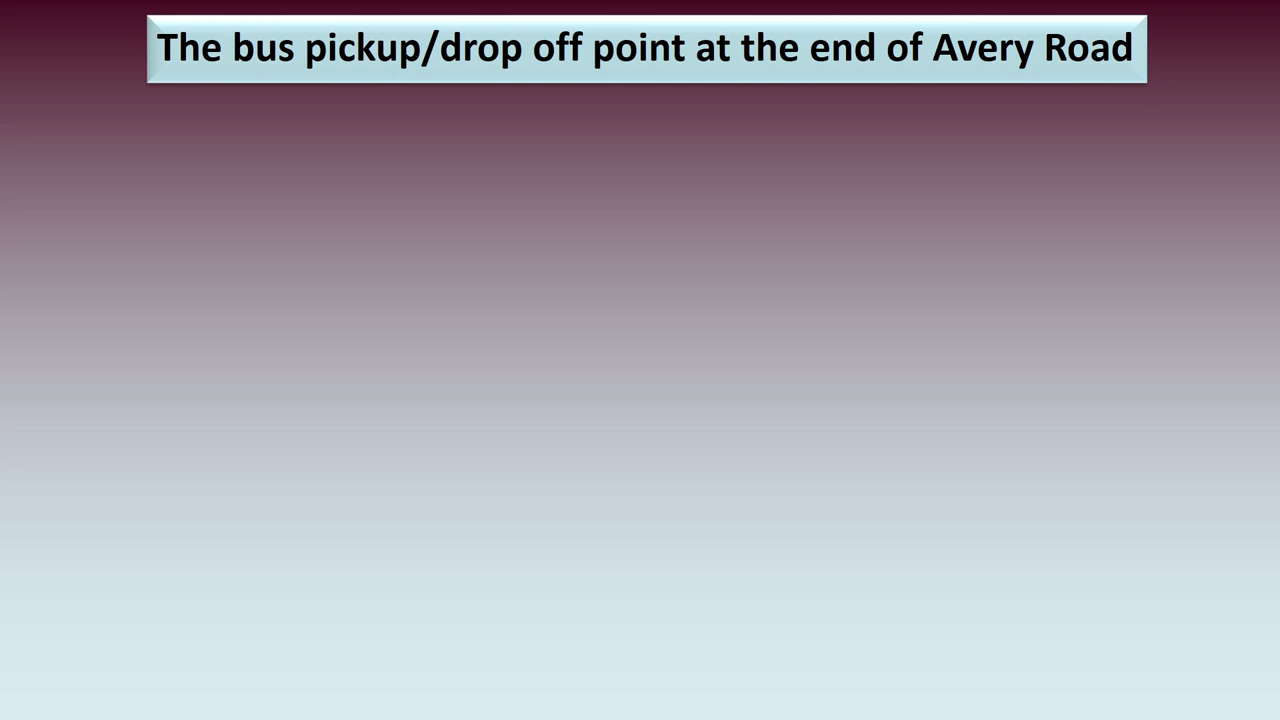 The bus pickup/drop off point at the end of Avery Road